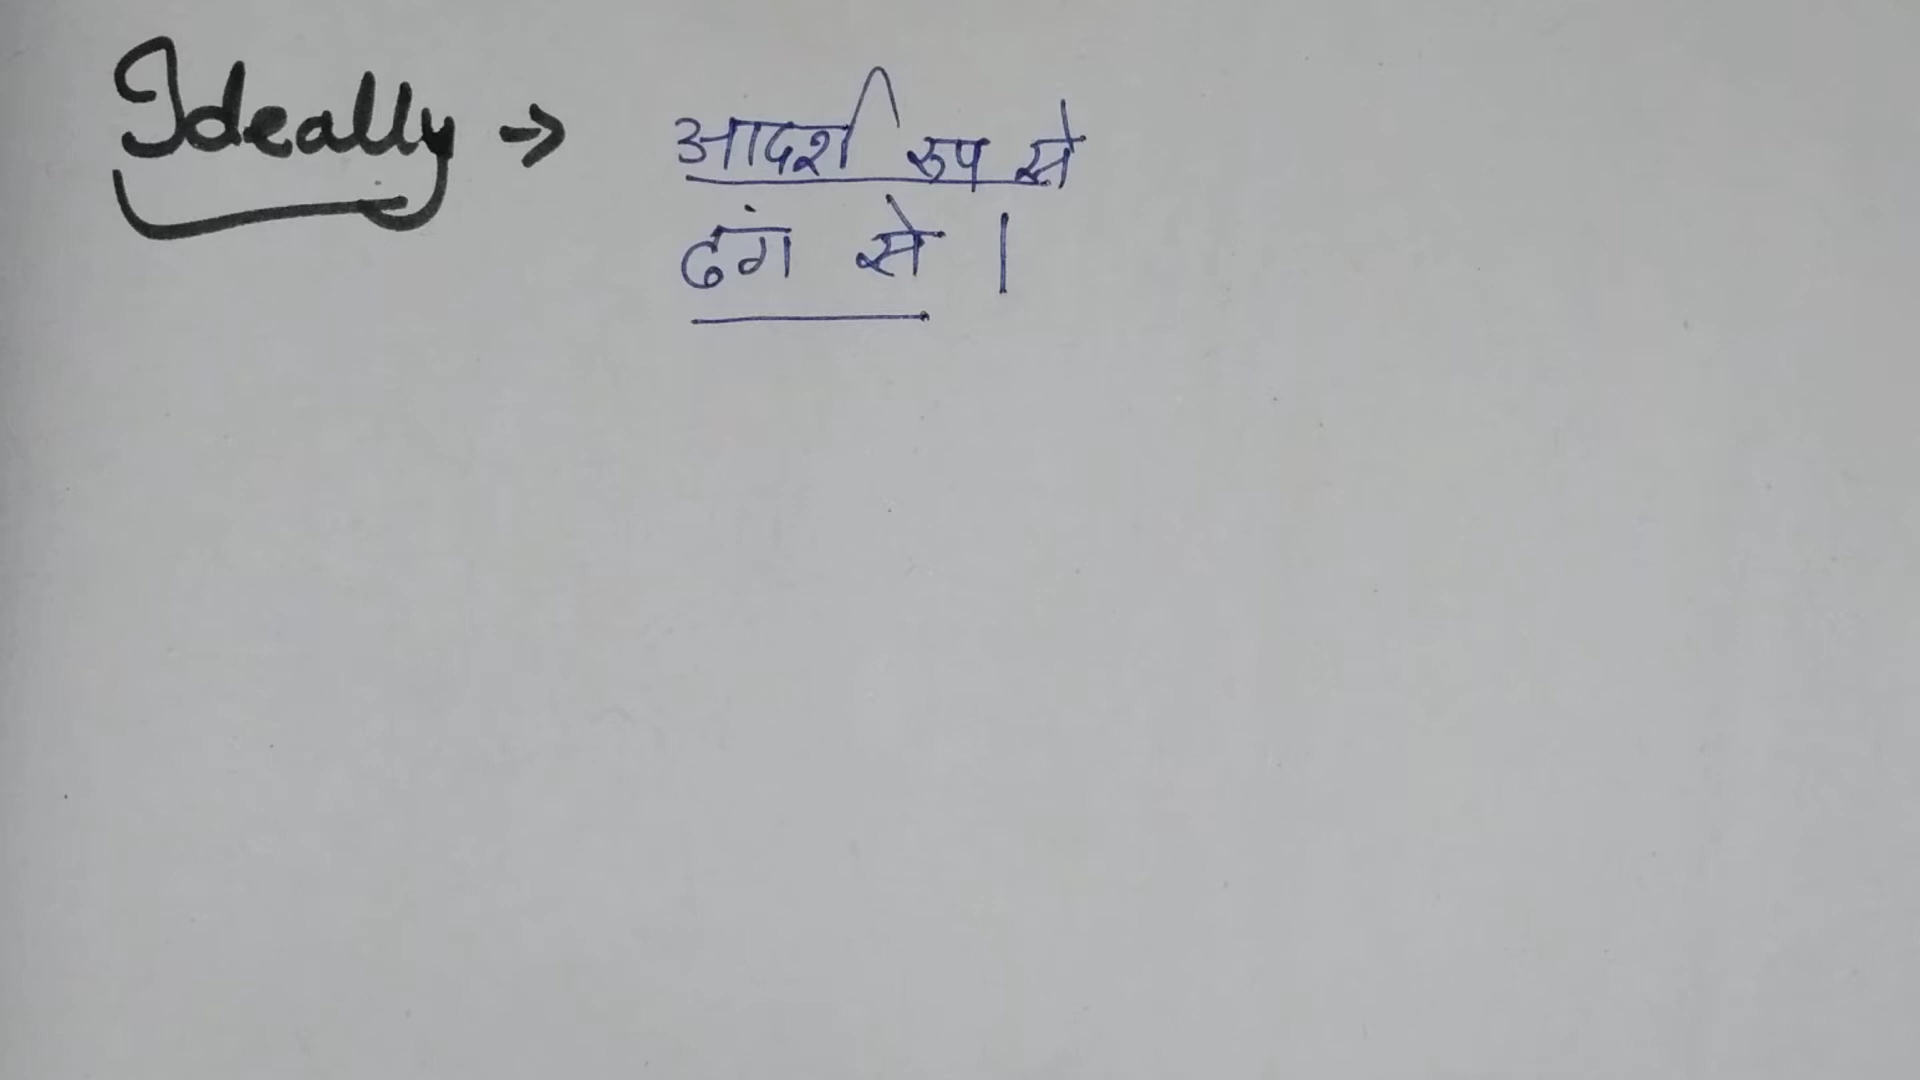 Ideally → आदर्श रूप से
ढंग से ।